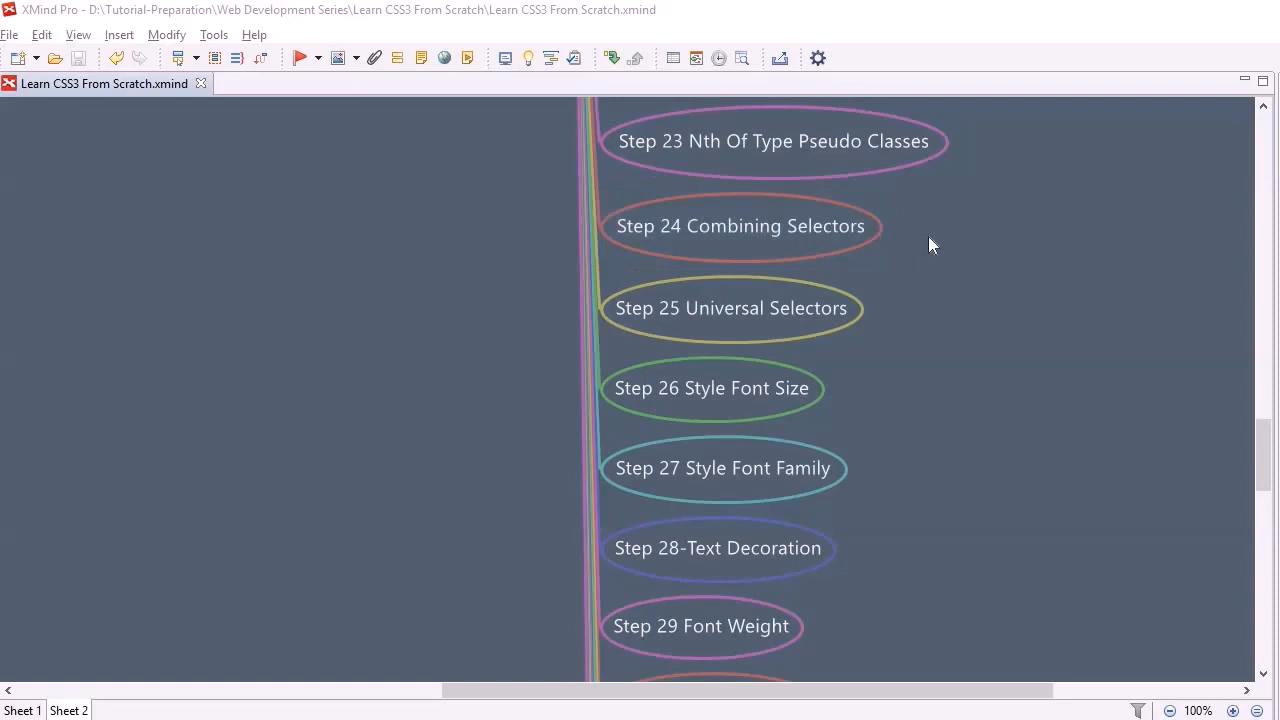 XMind Pro - D:\Tutorial-Preparation\Web Development Series\Learn CSS3 From Scratch\Learn CSS3 From Scratch.xmind
File Edit View Insert Modify Tools Help
Learn CSS3 From Scratch.xmind
Step 23 Nth Of Type Pseudo Classes
Step 24 Combining Selectors
Step 25 Universal Selectors
Step 26 Style Font Size
Step 27 Style Font Family
Step 28-Text Decoration
Step 29 Font Weight
Sheet 1 Sheet 2 100%